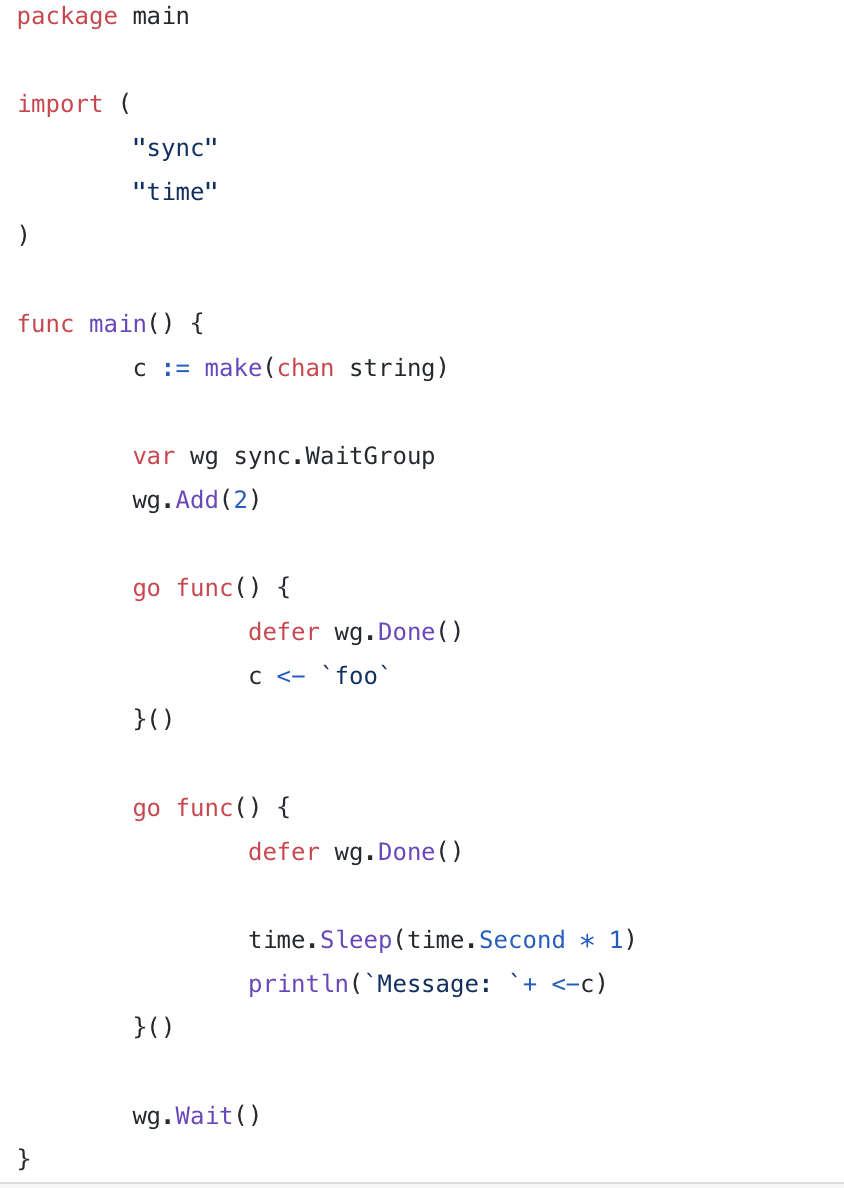 package main

import (
        "sync"
        "time"
)

func main() {
        c := make(chan string)

        var wg sync.WaitGroup
        wg.Add(2)

        go func() {
                defer wg.Done()
                c <- `foo`
        }()

        go func() {
                defer wg.Done()

                time.Sleep(time.Second * 1)
                println(`Message: `+ <-c)
        }()

        wg.Wait()
}